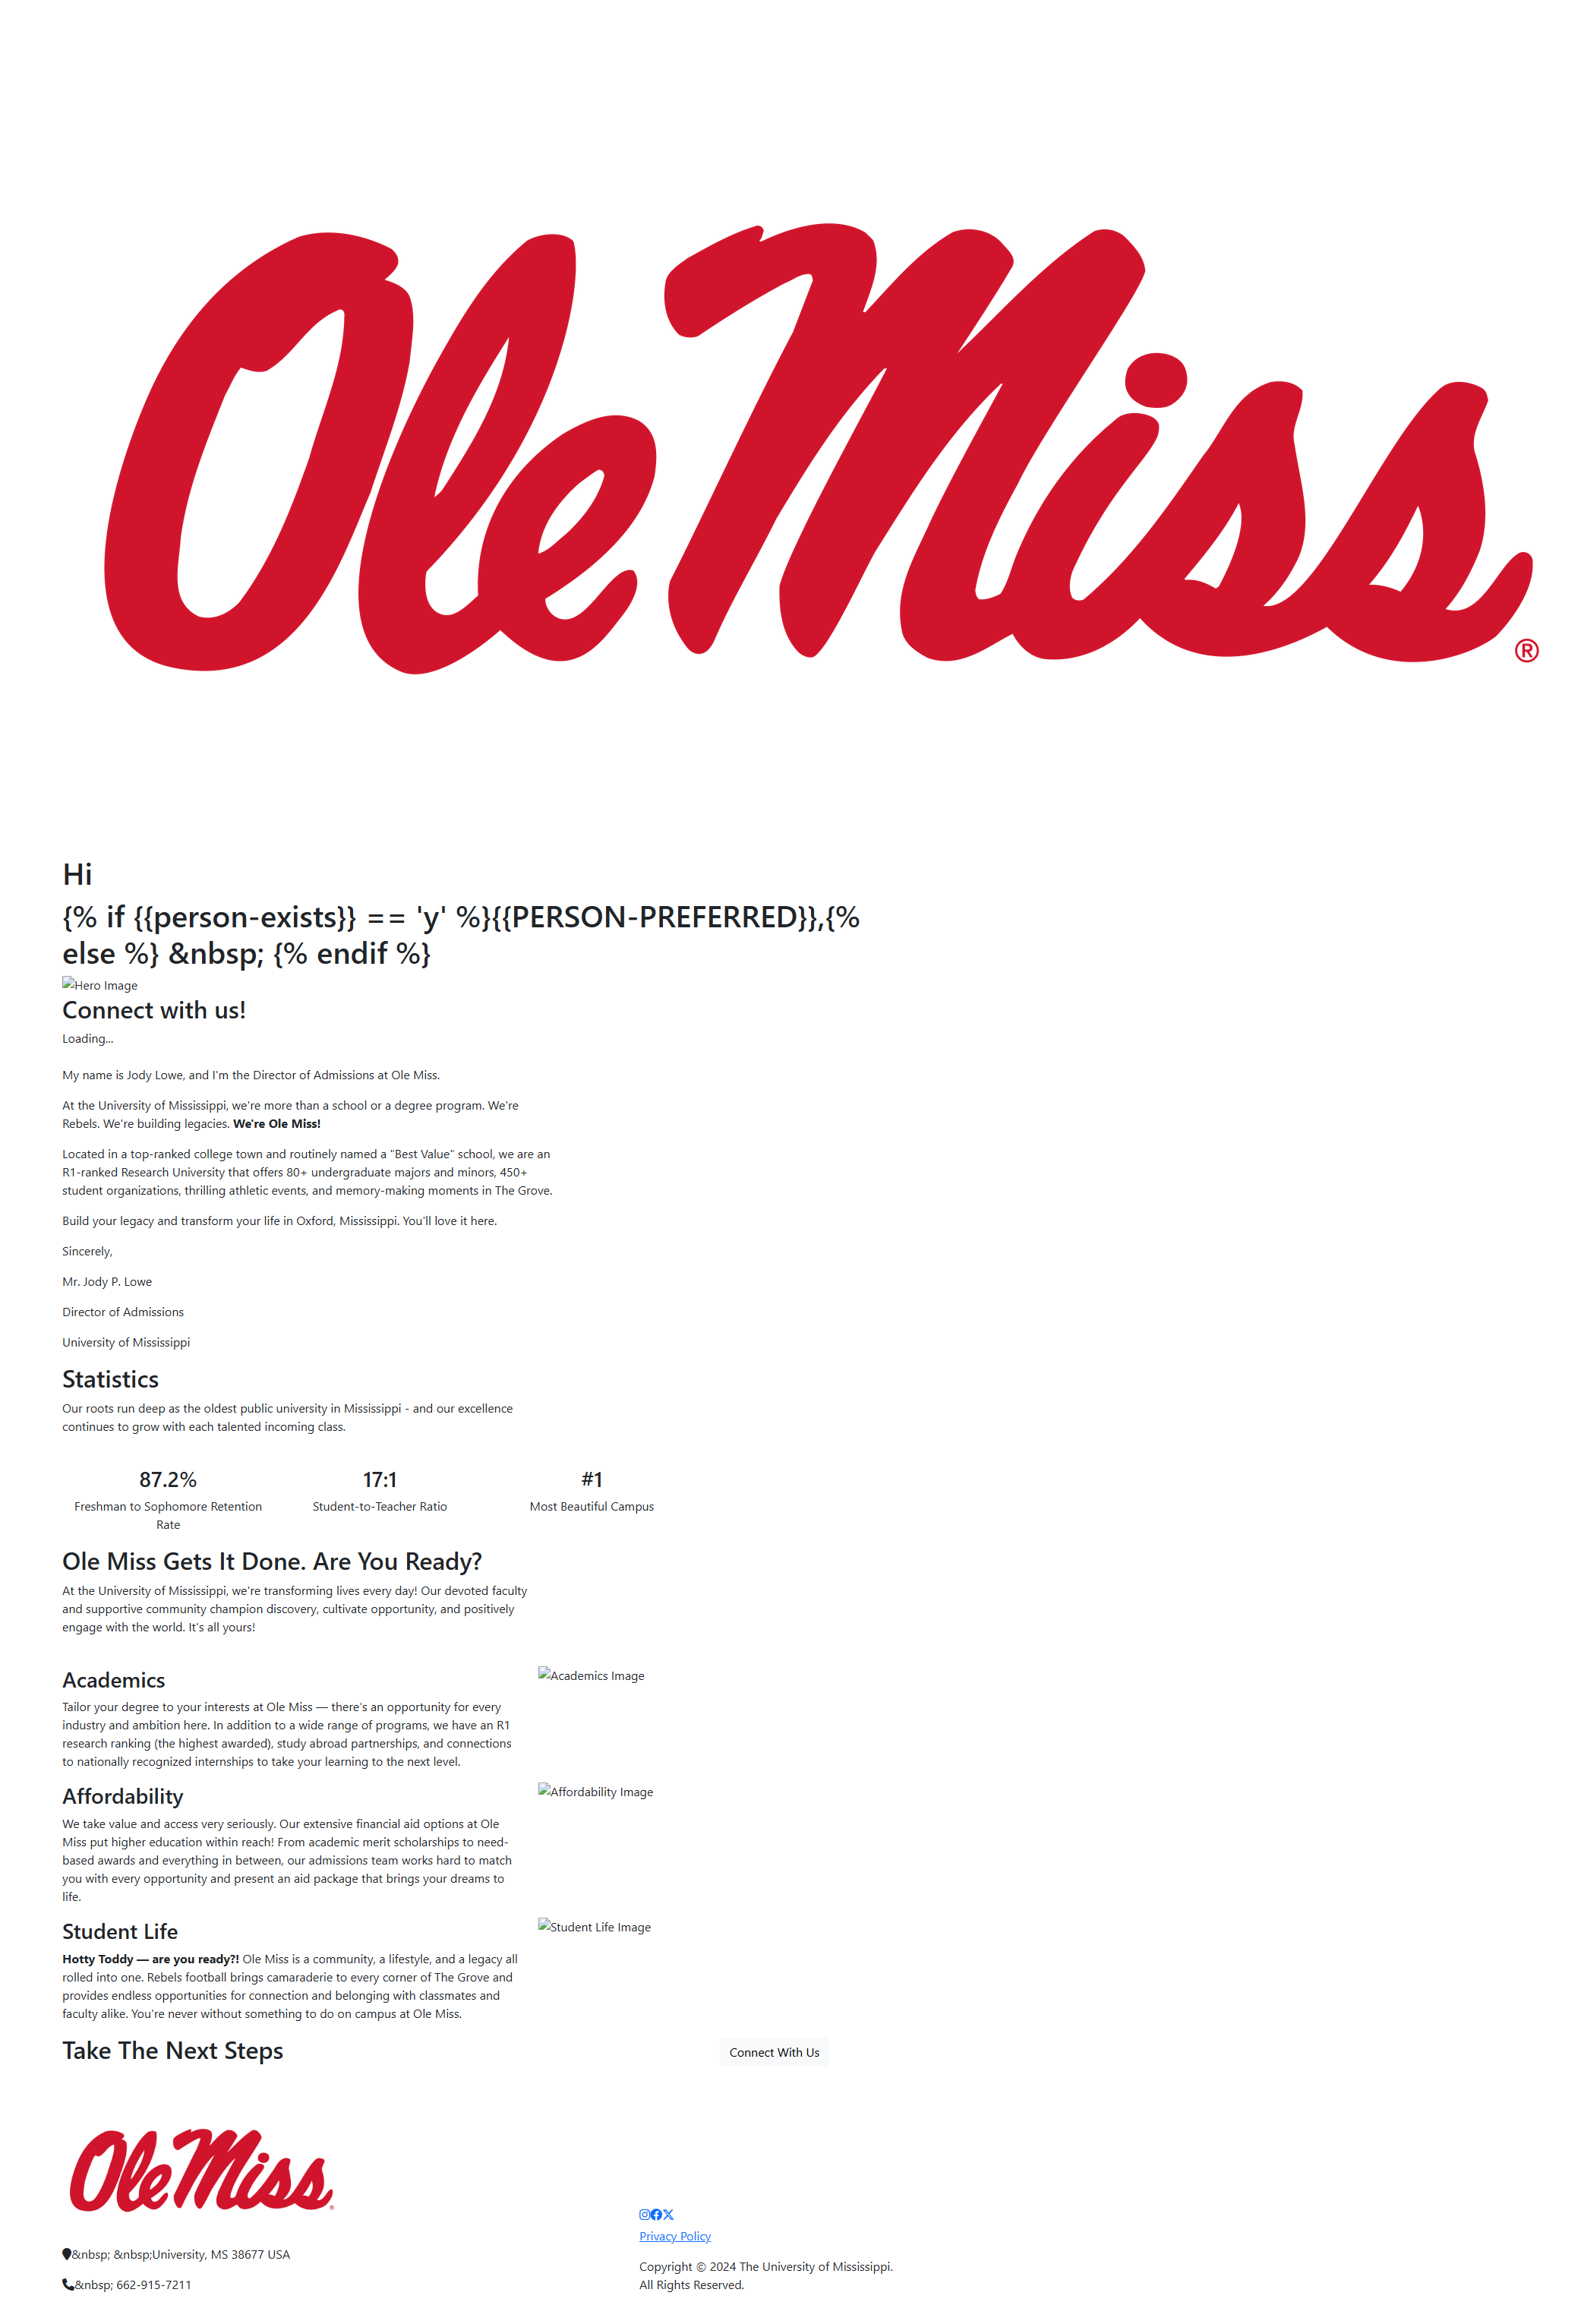 Ole Miss®
Hi
{% if {{person-exists}} == 'y' %}{{PERSON-PREFERRED}},{%
else %} &nbsp; {% endif %}
Hero Image
Connect with us!
Loading...
My name is Jody Lowe, and I'm the Director of Admissions at Ole Miss.
At the University of Mississippi, we're more than a school or a degree program. We're
Rebels. We're building legacies. We're Ole Miss!
Located in a top-ranked college town and routinely named a "Best Value" school, we are an
R1-ranked Research University that offers 80+ undergraduate majors and minors, 450+
student organizations, thrilling athletic events, and memory-making moments in The Grove.
Build your legacy and transform your life in Oxford, Mississippi. You'll love it here.
Sincerely,
Mr. Jody P. Lowe
Director of Admissions
University of Mississippi
Statistics
Our roots run deep as the oldest public university in Mississippi - and our excellence
continues to grow with each talented incoming class.
87.2%
Freshman to Sophomore Retention
Rate
17:1
Student-to-Teacher Ratio
#1
Most Beautiful Campus
Ole Miss Gets It Done. Are You Ready?
At the University of Mississippi, we're transforming lives every day! Our devoted faculty
and supportive community champion discovery, cultivate opportunity, and positively
engage with the world. It's all yours!
Academics
Tailor your degree to your interests at Ole Miss — there's an opportunity for every
industry and ambition here. In addition to a wide range of programs, we have an R1
research ranking (the highest awarded), study abroad partnerships, and connections
to nationally recognized internships to take your learning to the next level.
Academics Image
Affordability
We take value and access very seriously. Our extensive financial aid options at Ole
Miss put higher education within reach! From academic merit scholarships to need-
based awards and everything in between, our admissions team works hard to match
you with every opportunity and present an aid package that brings your dreams to
life.
Affordability Image
Student Life
Hotty Toddy — are you ready?! Ole Miss is a community, a lifestyle, and a legacy all
rolled into one. Rebels football brings camaraderie to every corner of The Grove and
provides endless opportunities for connection and belonging with classmates and
faculty alike. You're never without something to do on campus at Ole Miss.
Student Life Image
Take The Next Steps
Connect With Us
Ole Miss®
&nbsp; &nbsp;University, MS 38677 USA
&nbsp; 662-915-7211
Privacy Policy
Copyright © 2024 The University of Mississippi.
All Rights Reserved.